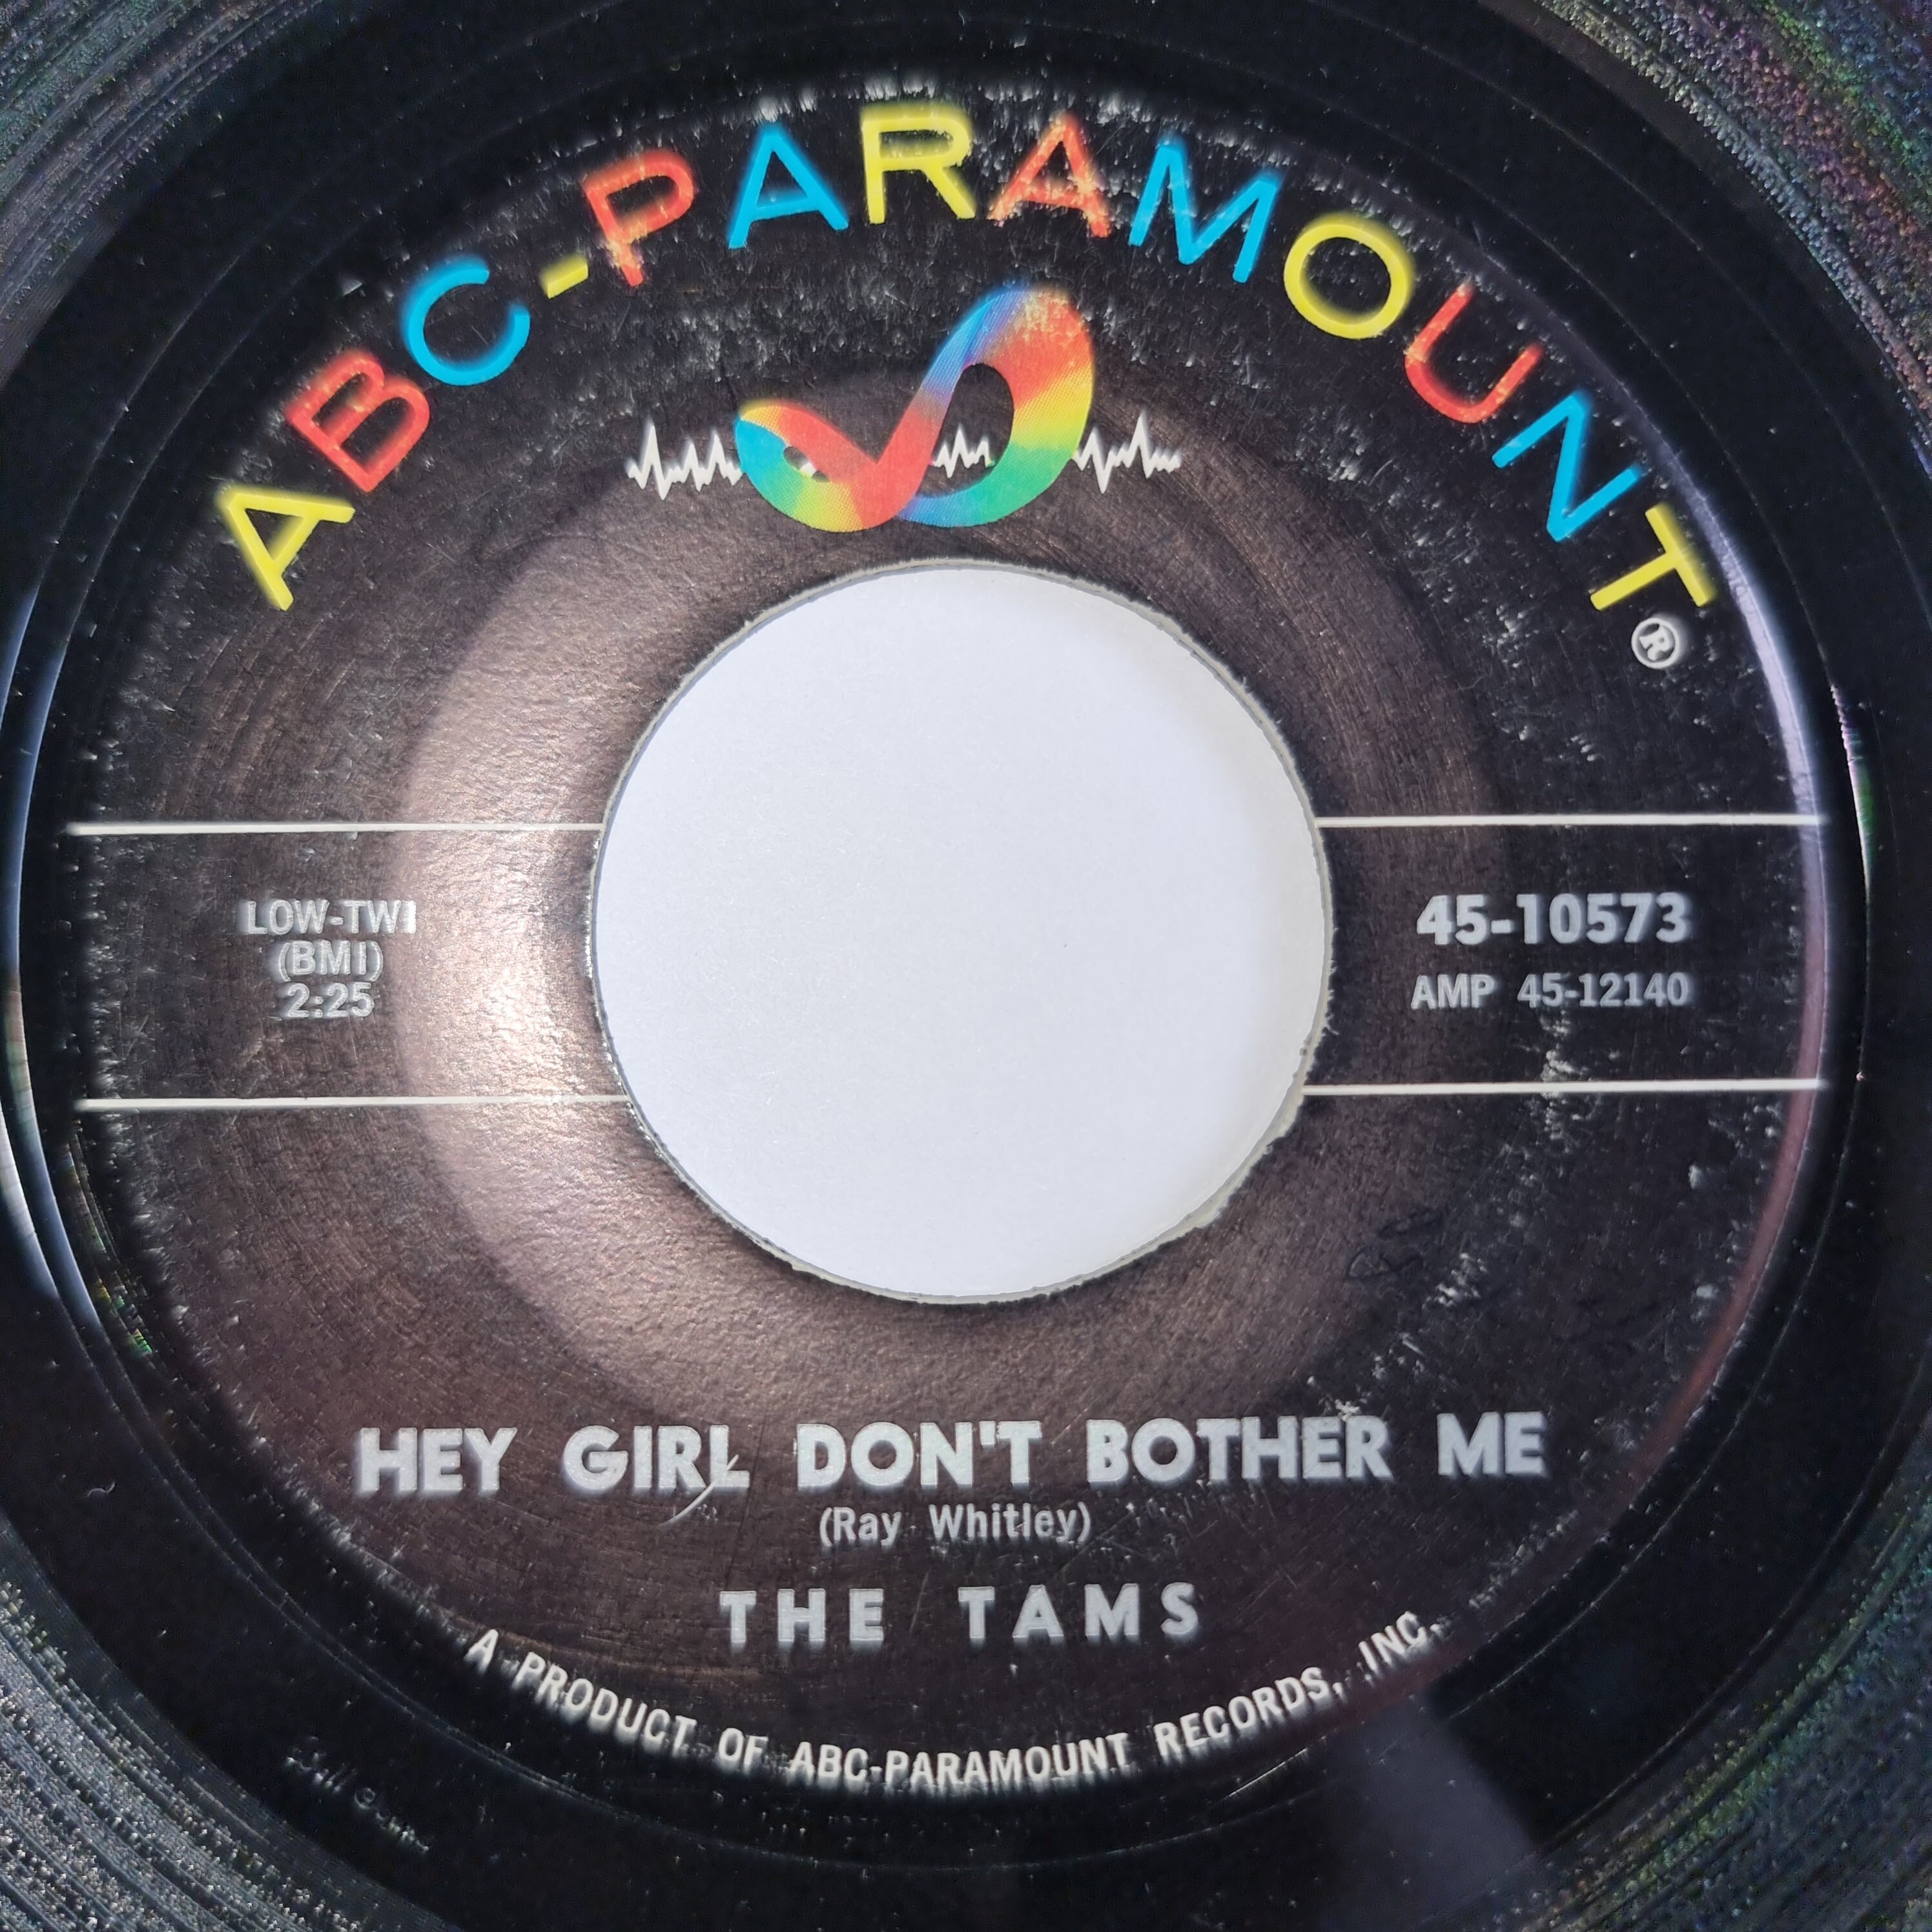 ABC-PARAMOUNT®
LOW-TWI
(BMI)
2:25
45-10573
AMP 45-12140
HEY GIRL DON'T BOTHER ME
(Ray Whitley)
THE TAMS
A PRODUCT OF ABC-PARAMOUNT RECORDS, INC.